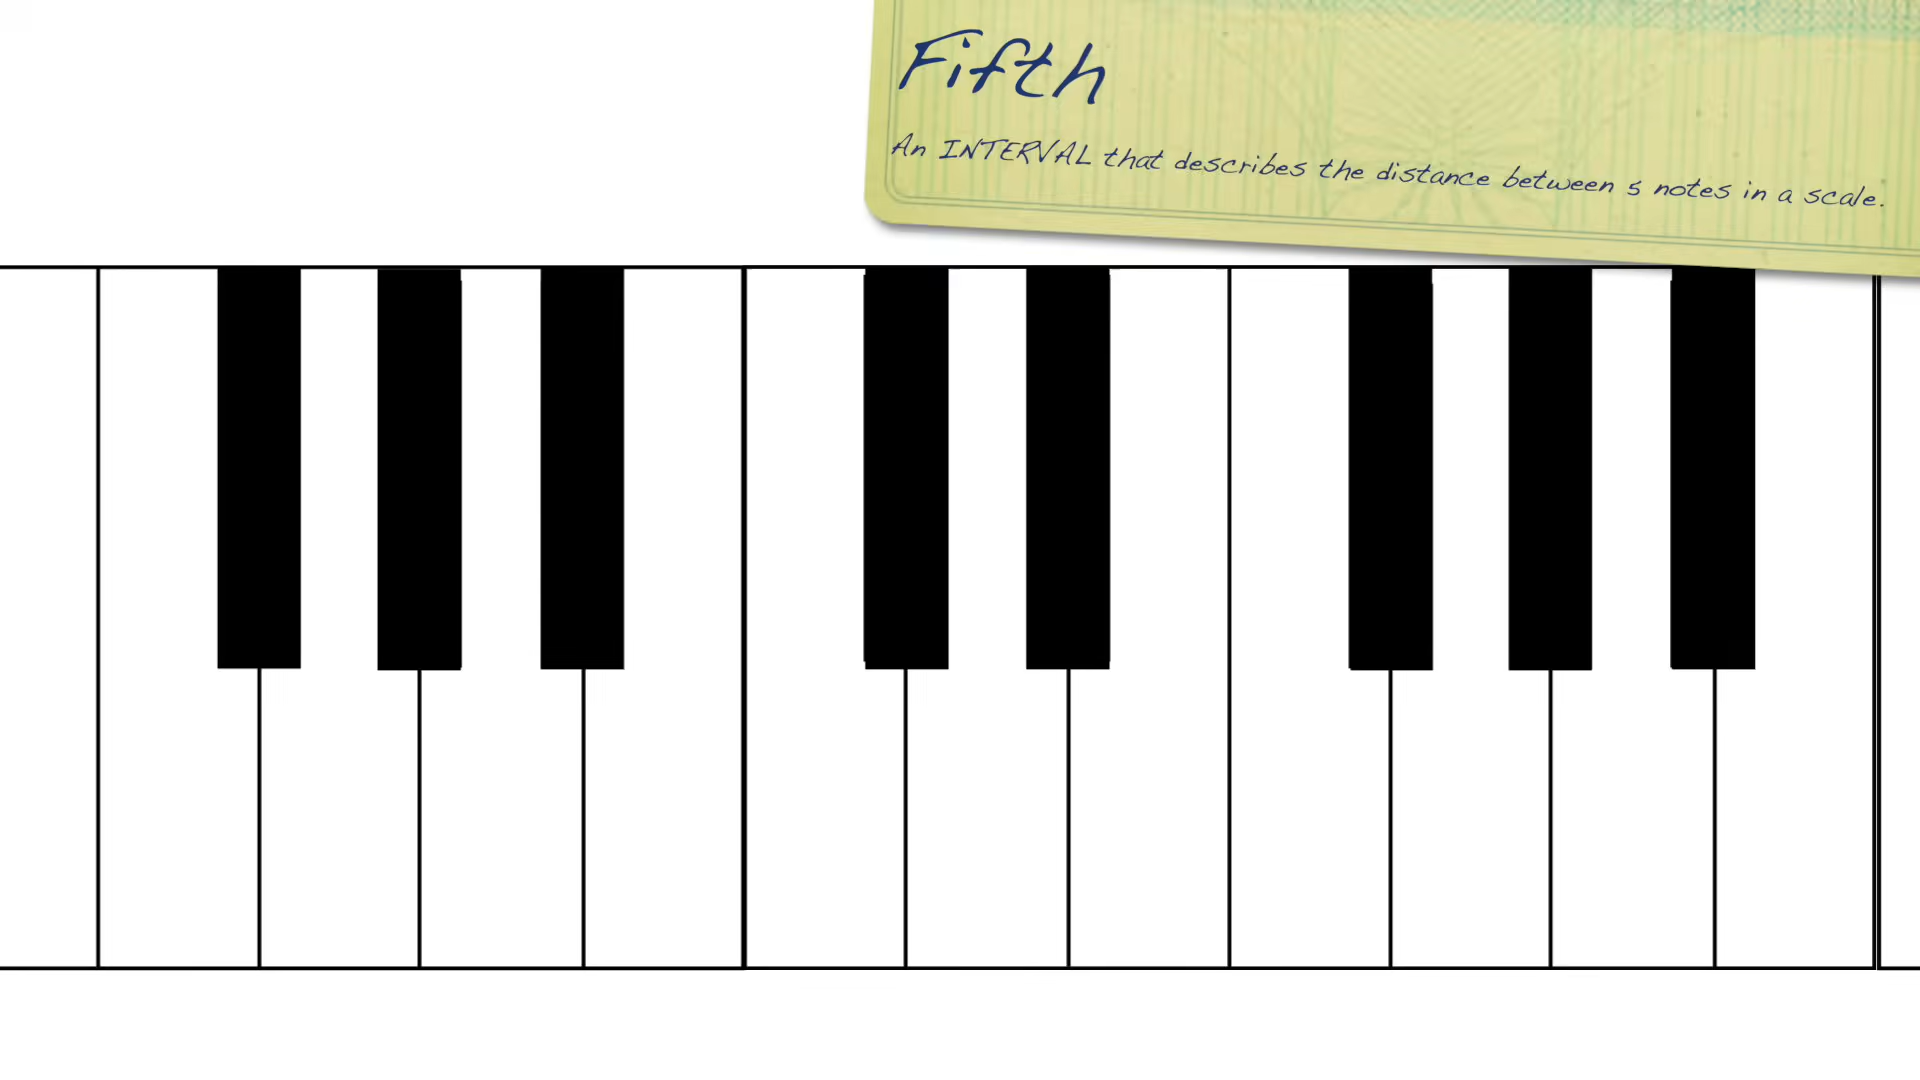 Fifth
An INTERVAL that describes the distance between 5 notes in a scale.